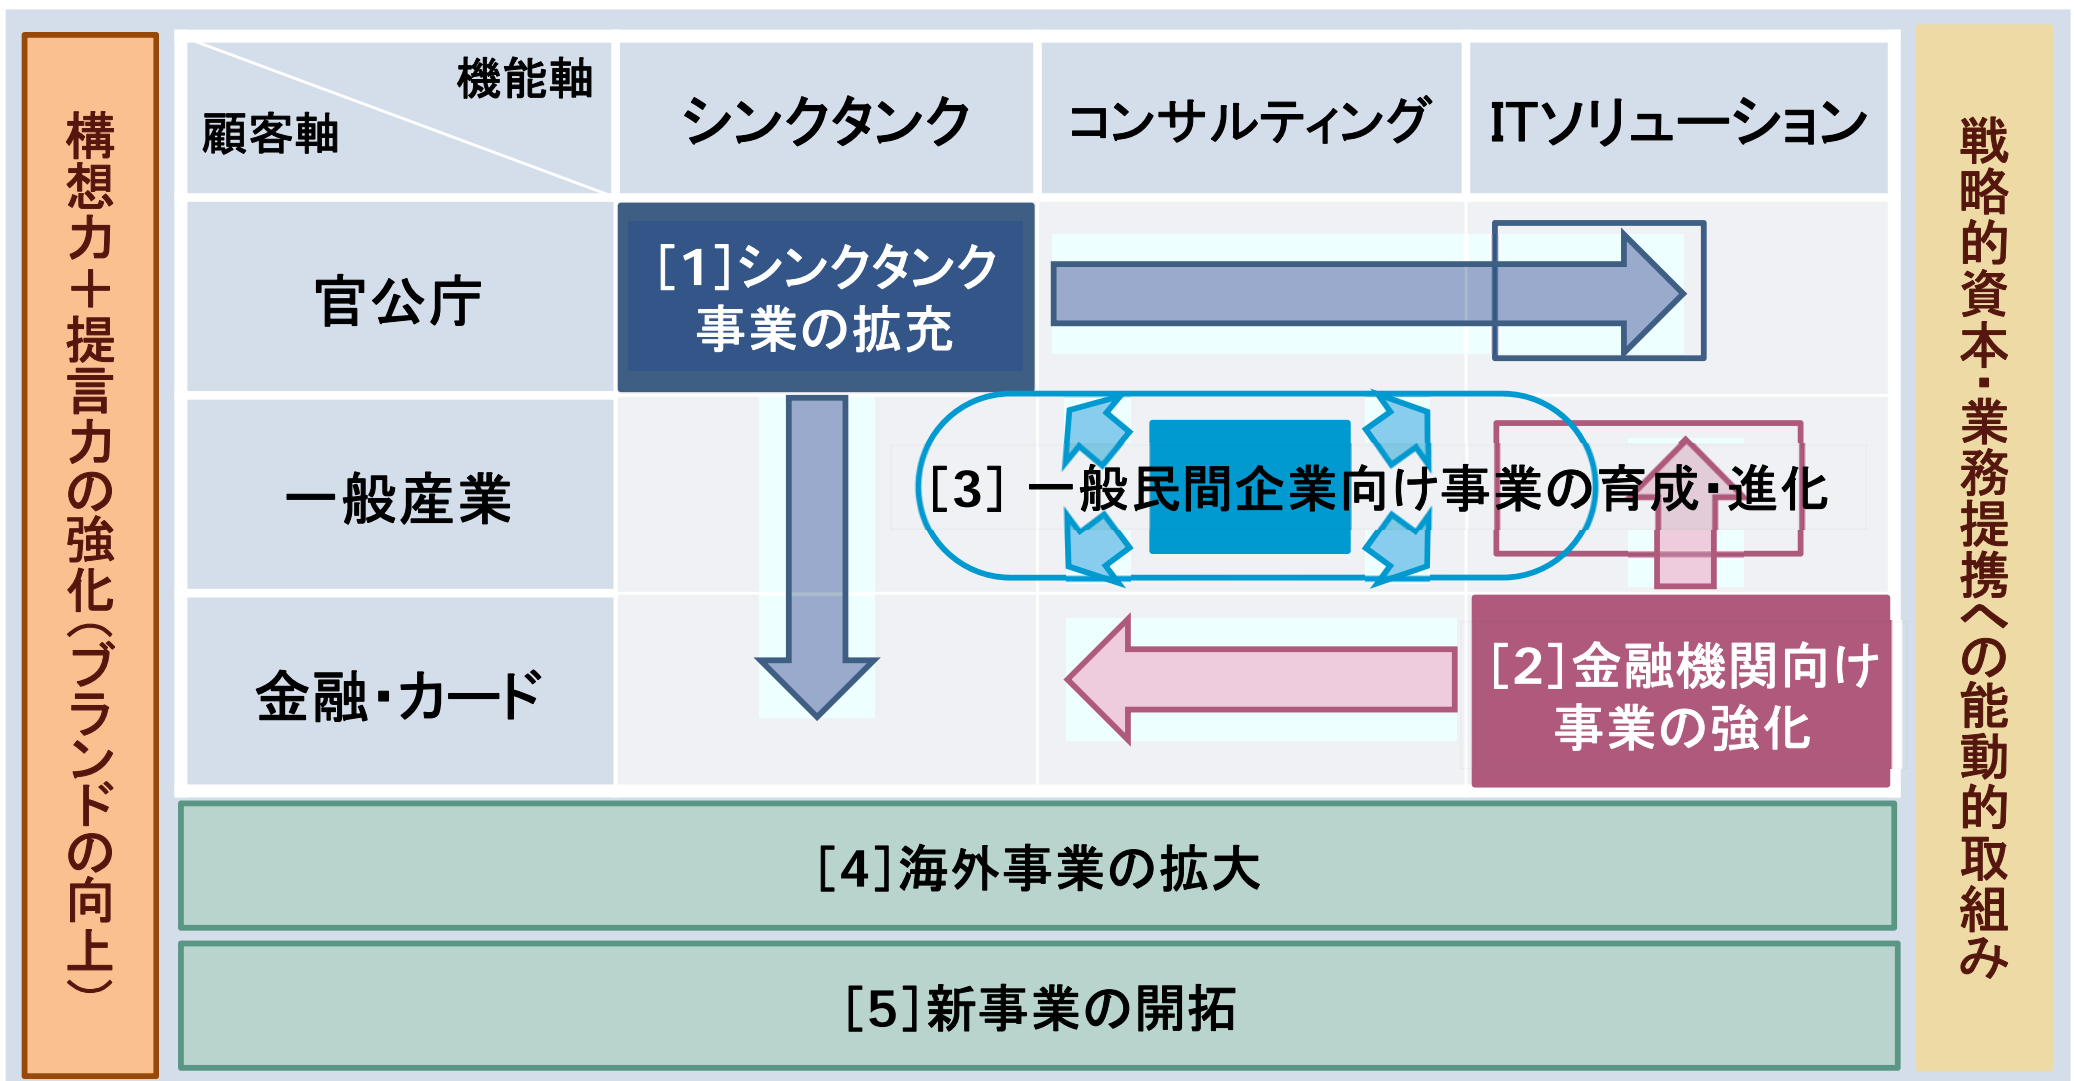 構想力＋提言力の強化（ブランドの向上）
機能軸
顧客軸
シンクタンク
コンサルティング
ITソリューション
官公庁
[1]シンクタンク
事業の拡充
一般産業
[3] 一般民間企業向け事業の育成・進化
金融・カード
[2]金融機関向け
事業の強化
[4]海外事業の拡大
[5]新事業の開拓
戦略的資本・業務提携への能動的取組み